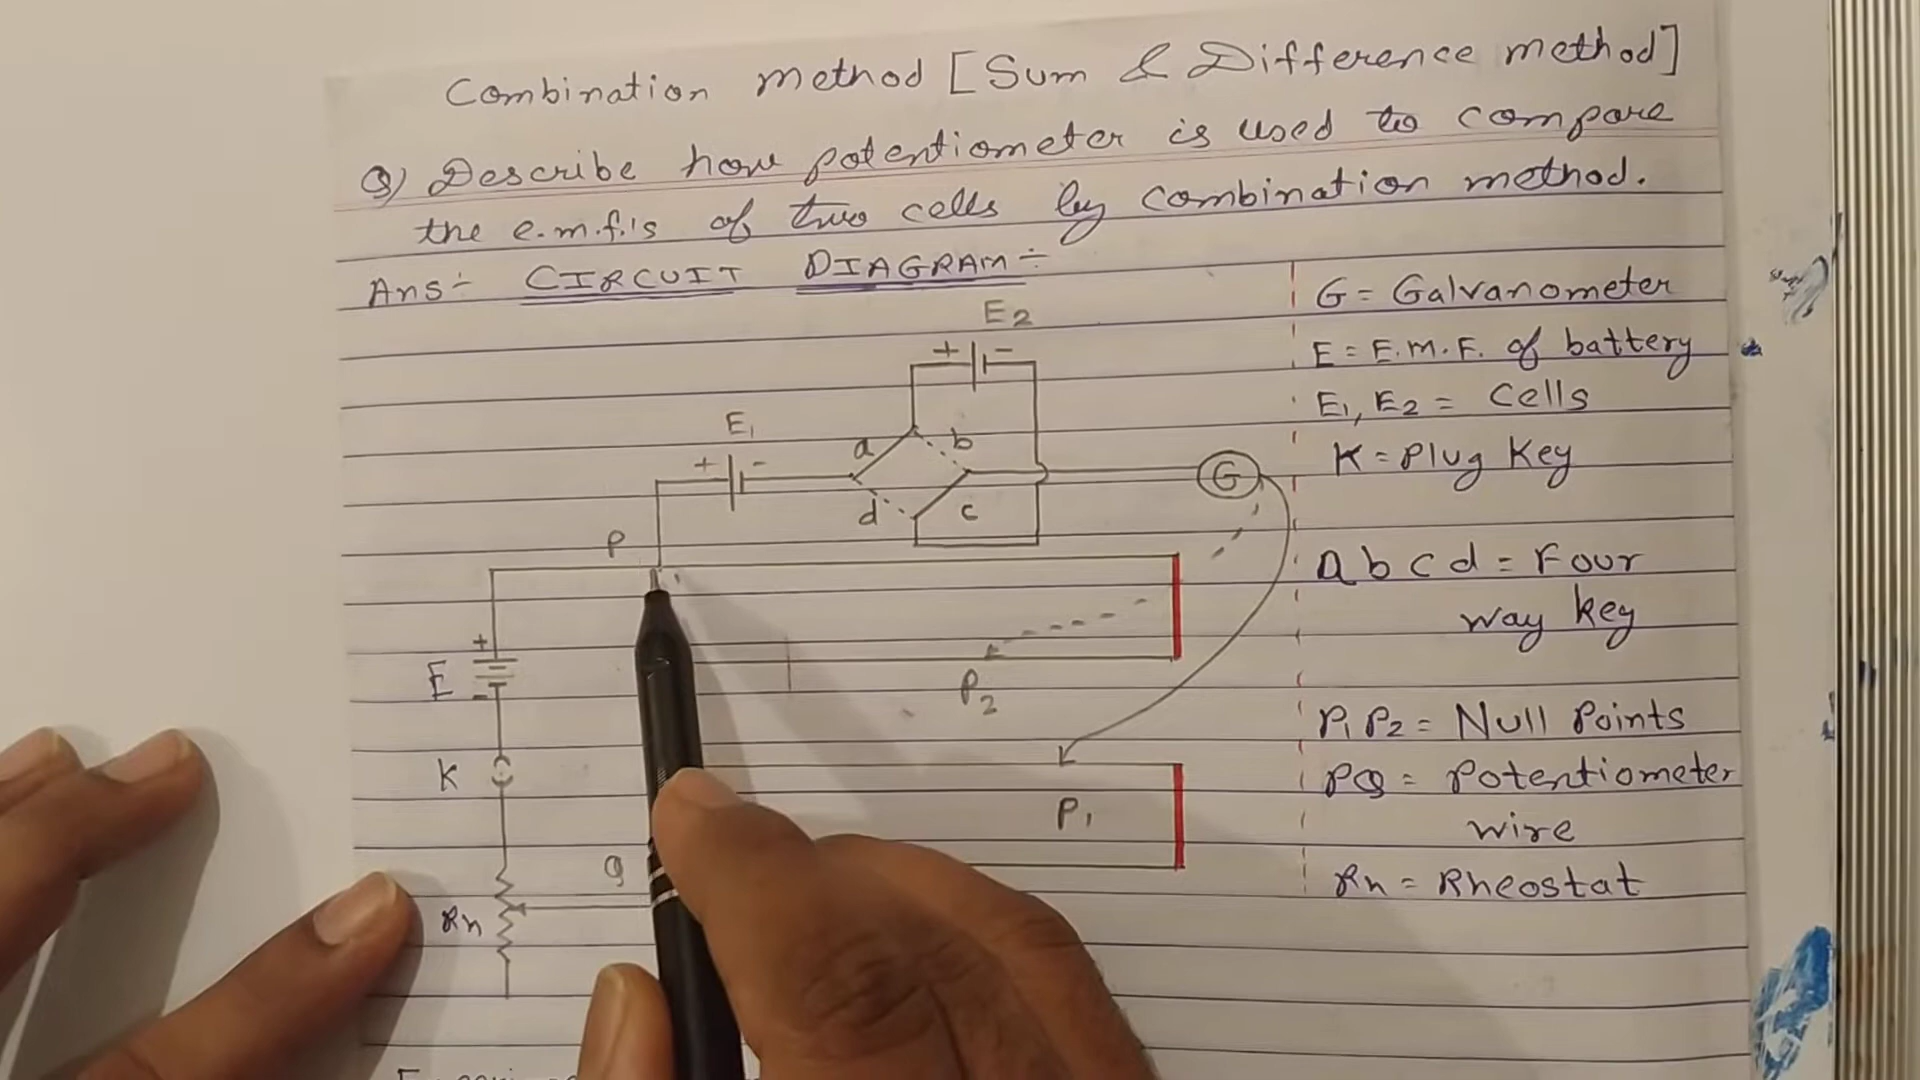 Combination method [Sum & Difference method]
Q) Describe how potentiometer is used to compare
the e.m.f.'s of two cells by combination method.
Ans:- CIRCUIT DIAGRAM:-
E2
+ -
E1
+ -
a
b
d
c
G
P
P2
+
E
-
K
P1
Q
Rh
G = Galvanometer
E = E.M.F. of battery
E1, E2 = Cells
K = Plug Key
a b c d = Four
way key
P1 P2 = Null Points
PQ = Potentiometer
wire
Rh = Rheostat